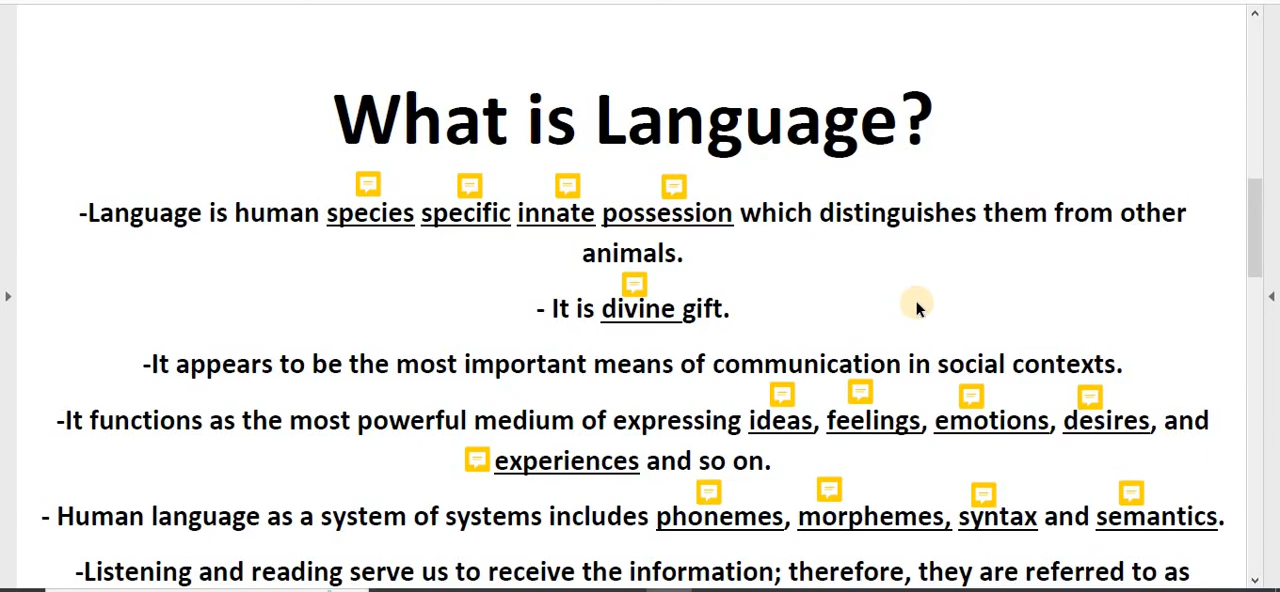 What is Language?
-Language is human species specific innate possession which distinguishes them from other
animals.
- It is divine gift.
-It appears to be the most important means of communication in social contexts.
-It functions as the most powerful medium of expressing ideas, feelings, emotions, desires, and
experiences and so on.
- Human language as a system of systems includes phonemes, morphemes, syntax and semantics.
-Listening and reading serve us to receive the information; therefore, they are referred to as